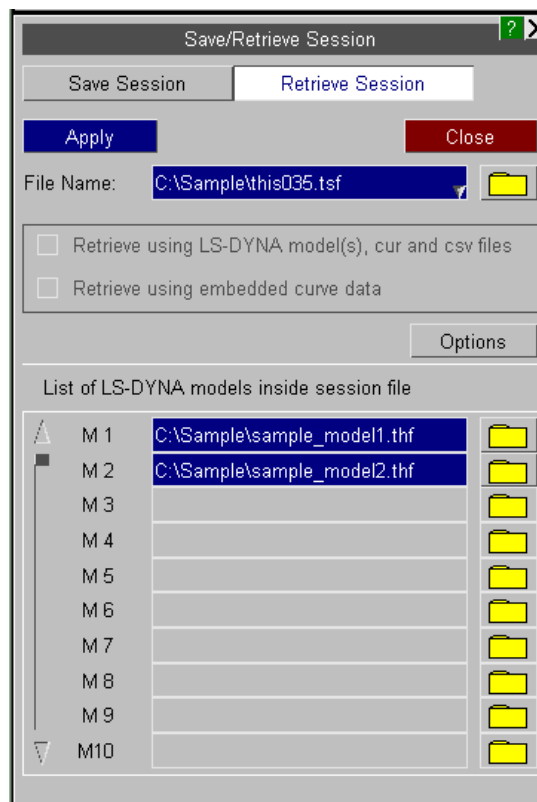 Save/Retrieve Session ? X
Save Session Retrieve Session
Apply Close
File Name: C:\Sample\this035.tsf
Retrieve using LS-DYNA model(s), cur and csv files
Retrieve using embedded curve data
Options
List of LS-DYNA models inside session file
M 1 C:\Sample\sample_model1.thf
M 2 C:\Sample\sample_model2.thf
M 3
M 4
M 5
M 6
M 7
M 8
M 9
M10